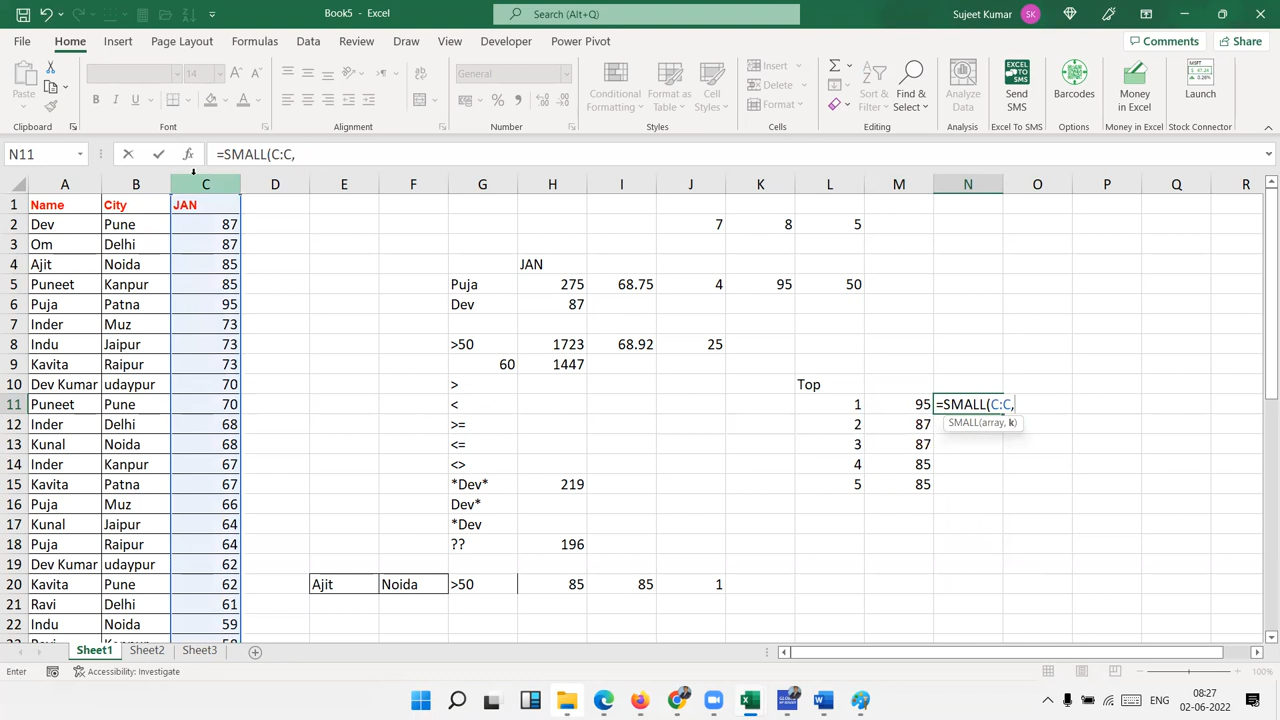 Book5 - Excel
Search (Alt+Q)
Sujeet Kumar SK
File Home Insert Page Layout Formulas Data Review View Automate Developer Power Pivot
Comments Share
Paste
14
General
Conditional Formatting
Format as Table
Cell Styles
Insert
Delete
Format
Sort & Filter
Find & Select
Analyze Data
Send SMS
Barcodes
Money in Excel
Launch
Clipboard Font Alignment Number Styles Cells Editing Analysis Excel To SMS Options Money in Excel Stock Connector
N11 fx =SMALL(C:C,
A B C D E F G H I J K L M N O P Q R
1 Name City JAN
2 Dev Pune 87 7 8 5
3 Om Delhi 87
4 Ajit Noida 85 JAN
5 Puneet Kanpur 85 Puja 275 68.75 4 95 50
6 Puja Patna 95 Dev 87
7 Inder Muz 73
8 Indu Jaipur 73 >50 1723 68.92 25
9 Kavita Raipur 73 60 1447
10 Dev Kumar udaypur 70 > Top
11 Puneet Pune 70 < 1 95 =SMALL(C:C,
SMALL(array, k)
12 Inder Delhi 68 >= 2 87
13 Kunal Noida 68 <= 3 87
14 Inder Kanpur 67 <> 4 85
15 Kavita Patna 67 *Dev* 219 5 85
16 Puja Muz 66 Dev*
17 Kunal Jaipur 64 *Dev
18 Puja Raipur 64 ?? 196
19 Dev Kumar udaypur 62
20 Kavita Pune 62 Ajit Noida >50 85 85 1
21 Ravi Delhi 61
22 Indu Noida 59
Sheet1 Sheet2 Sheet3
Enter Accessibility: Investigate 100%
ENG 08:27
02-06-2022